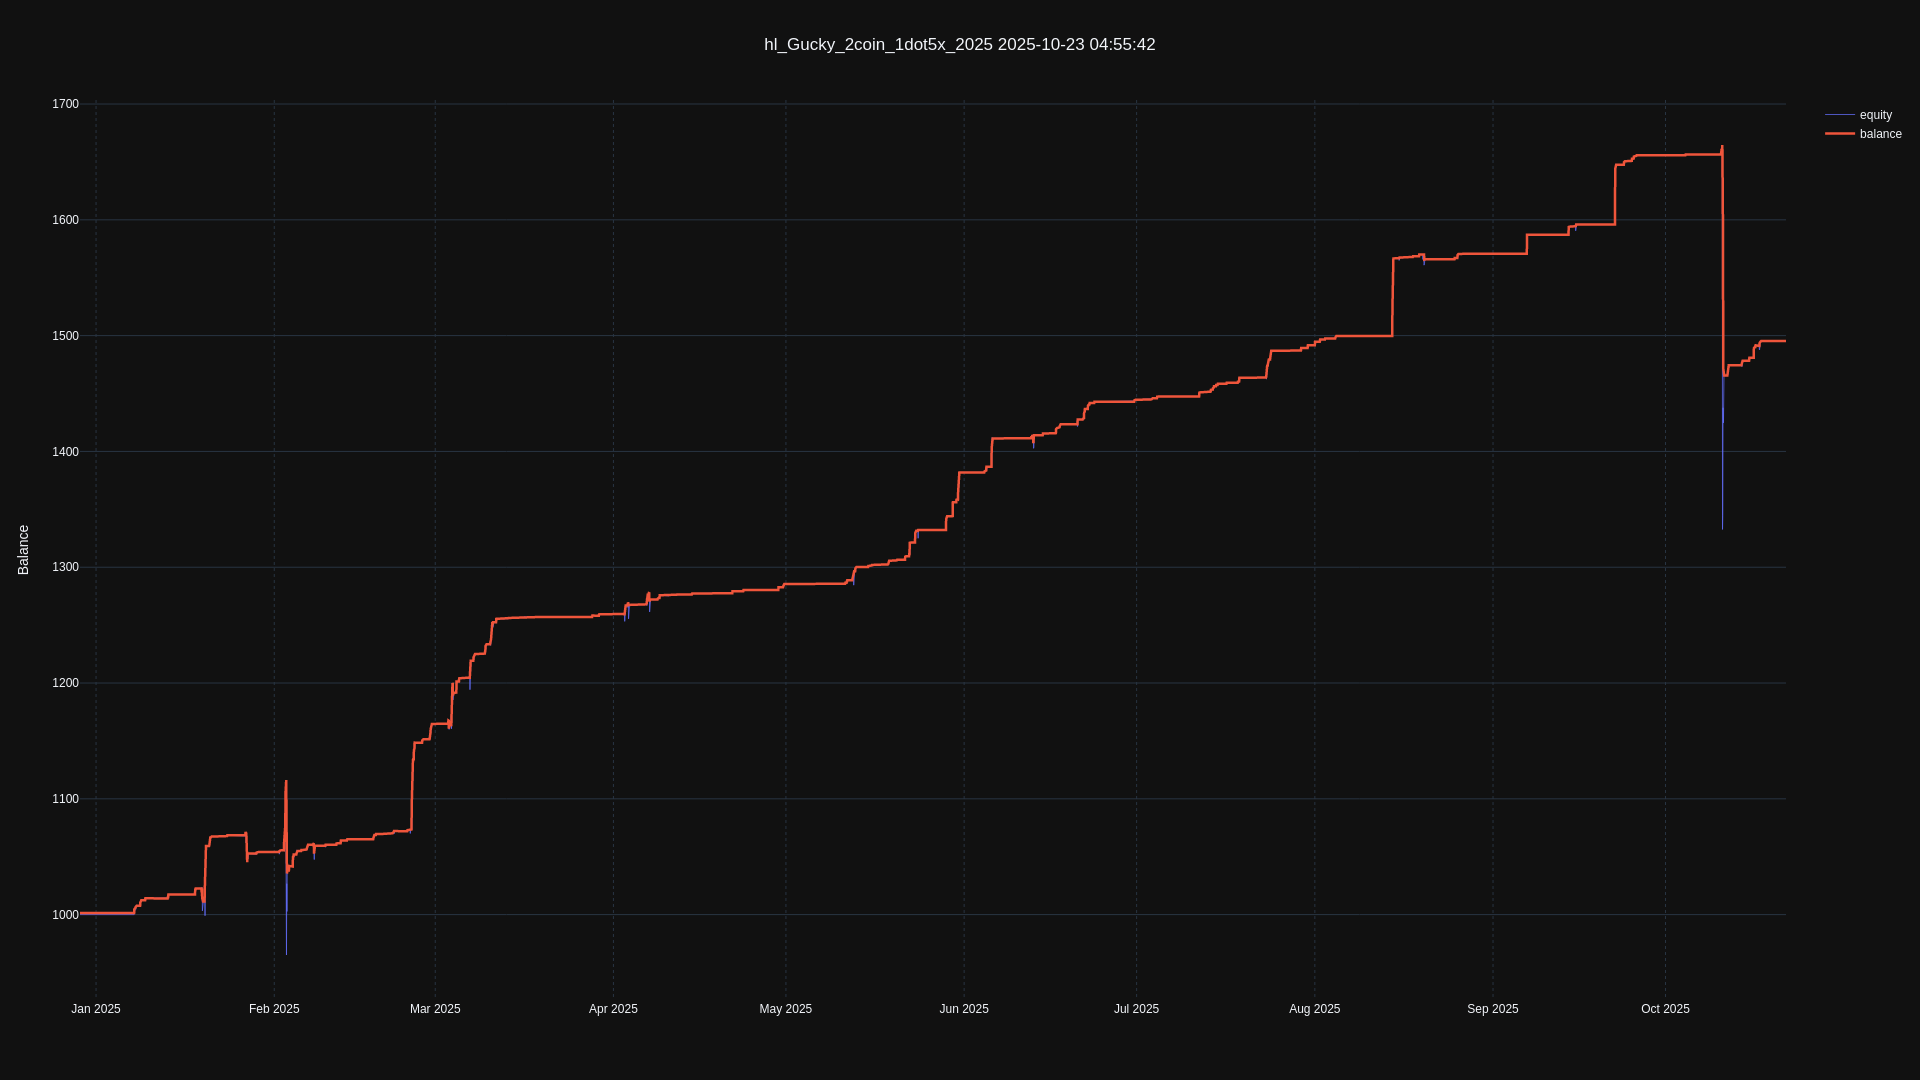 hl_Gucky_2coin_1dot5x_2025 2025-10-23 04:55:42
equity
balance
1700
1600
1500
1400
1300
1200
1100
1000
Balance
Jan 2025
Feb 2025
Mar 2025
Apr 2025
May 2025
Jun 2025
Jul 2025
Aug 2025
Sep 2025
Oct 2025